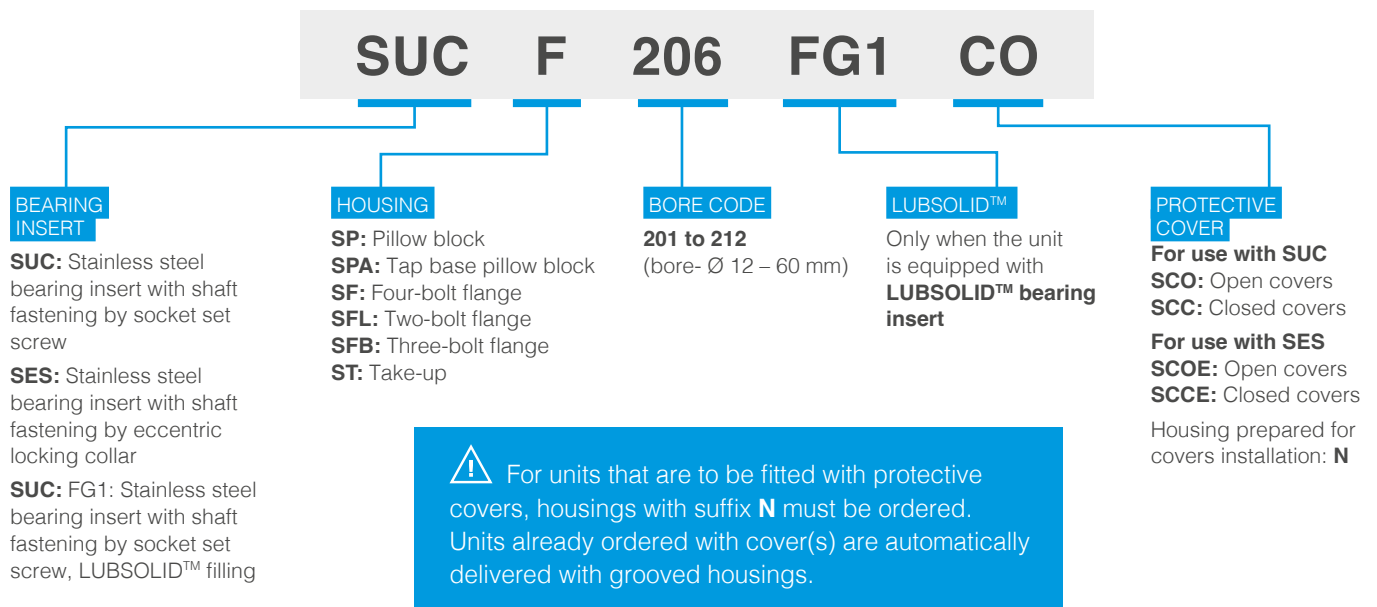 SUC F 206 FG1 CO
BEARING
INSERT
SUC: Stainless steel
bearing insert with shaft
fastening by socket set
screw
SES: Stainless steel
bearing insert with shaft
fastening by eccentric
locking collar
SUC: FG1: Stainless steel
bearing insert with shaft
fastening by socket set
screw, LUBSOLID™ filling
HOUSING
SP: Pillow block
SPA: Tap base pillow block
SF: Four-bolt flange
SFL: Two-bolt flange
SFB: Three-bolt flange
ST: Take-up
BORE CODE
201 to 212
(bore- Ø 12 – 60 mm)
LUBSOLID™
Only when the unit
is equipped with
LUBSOLID™ bearing
insert
PROTECTIVE
COVER
For use with SUC
SCO: Open covers
SCC: Closed covers
For use with SES
SCOE: Open covers
SCCE: Closed covers
Housing prepared for
covers installation: N
For units that are to be fitted with protective
covers, housings with suffix N must be ordered.
Units already ordered with cover(s) are automatically
delivered with grooved housings.